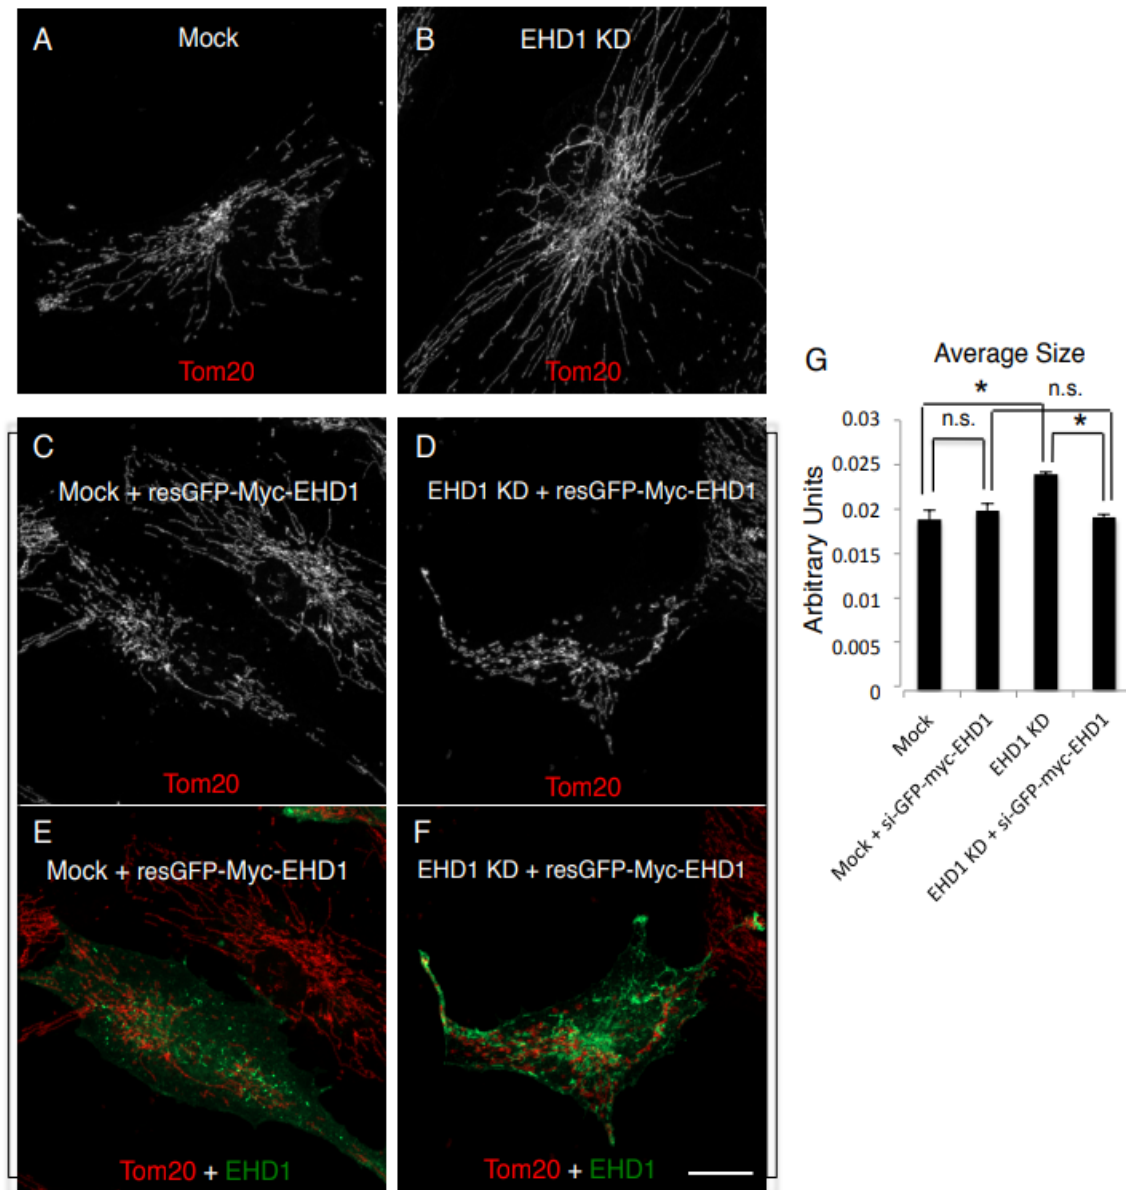 A
Mock
Tom20
B
EHD1 KD
Tom20
C
Mock + resGFP-Myc-EHD1
Tom20
D
EHD1 KD + resGFP-Myc-EHD1
Tom20
E
Mock + resGFP-Myc-EHD1
Tom20 + EHD1
F
EHD1 KD + resGFP-Myc-EHD1
Tom20 + EHD1
G
Average Size
* n.s.
n.s. *
Arbitrary Units
0.03
0.025
0.02
0.015
0.01
0.005
0
Mock
Mock + si-GFP-myc-EHD1
EHD1 KD
EHD1 KD + si-GFP-myc-EHD1